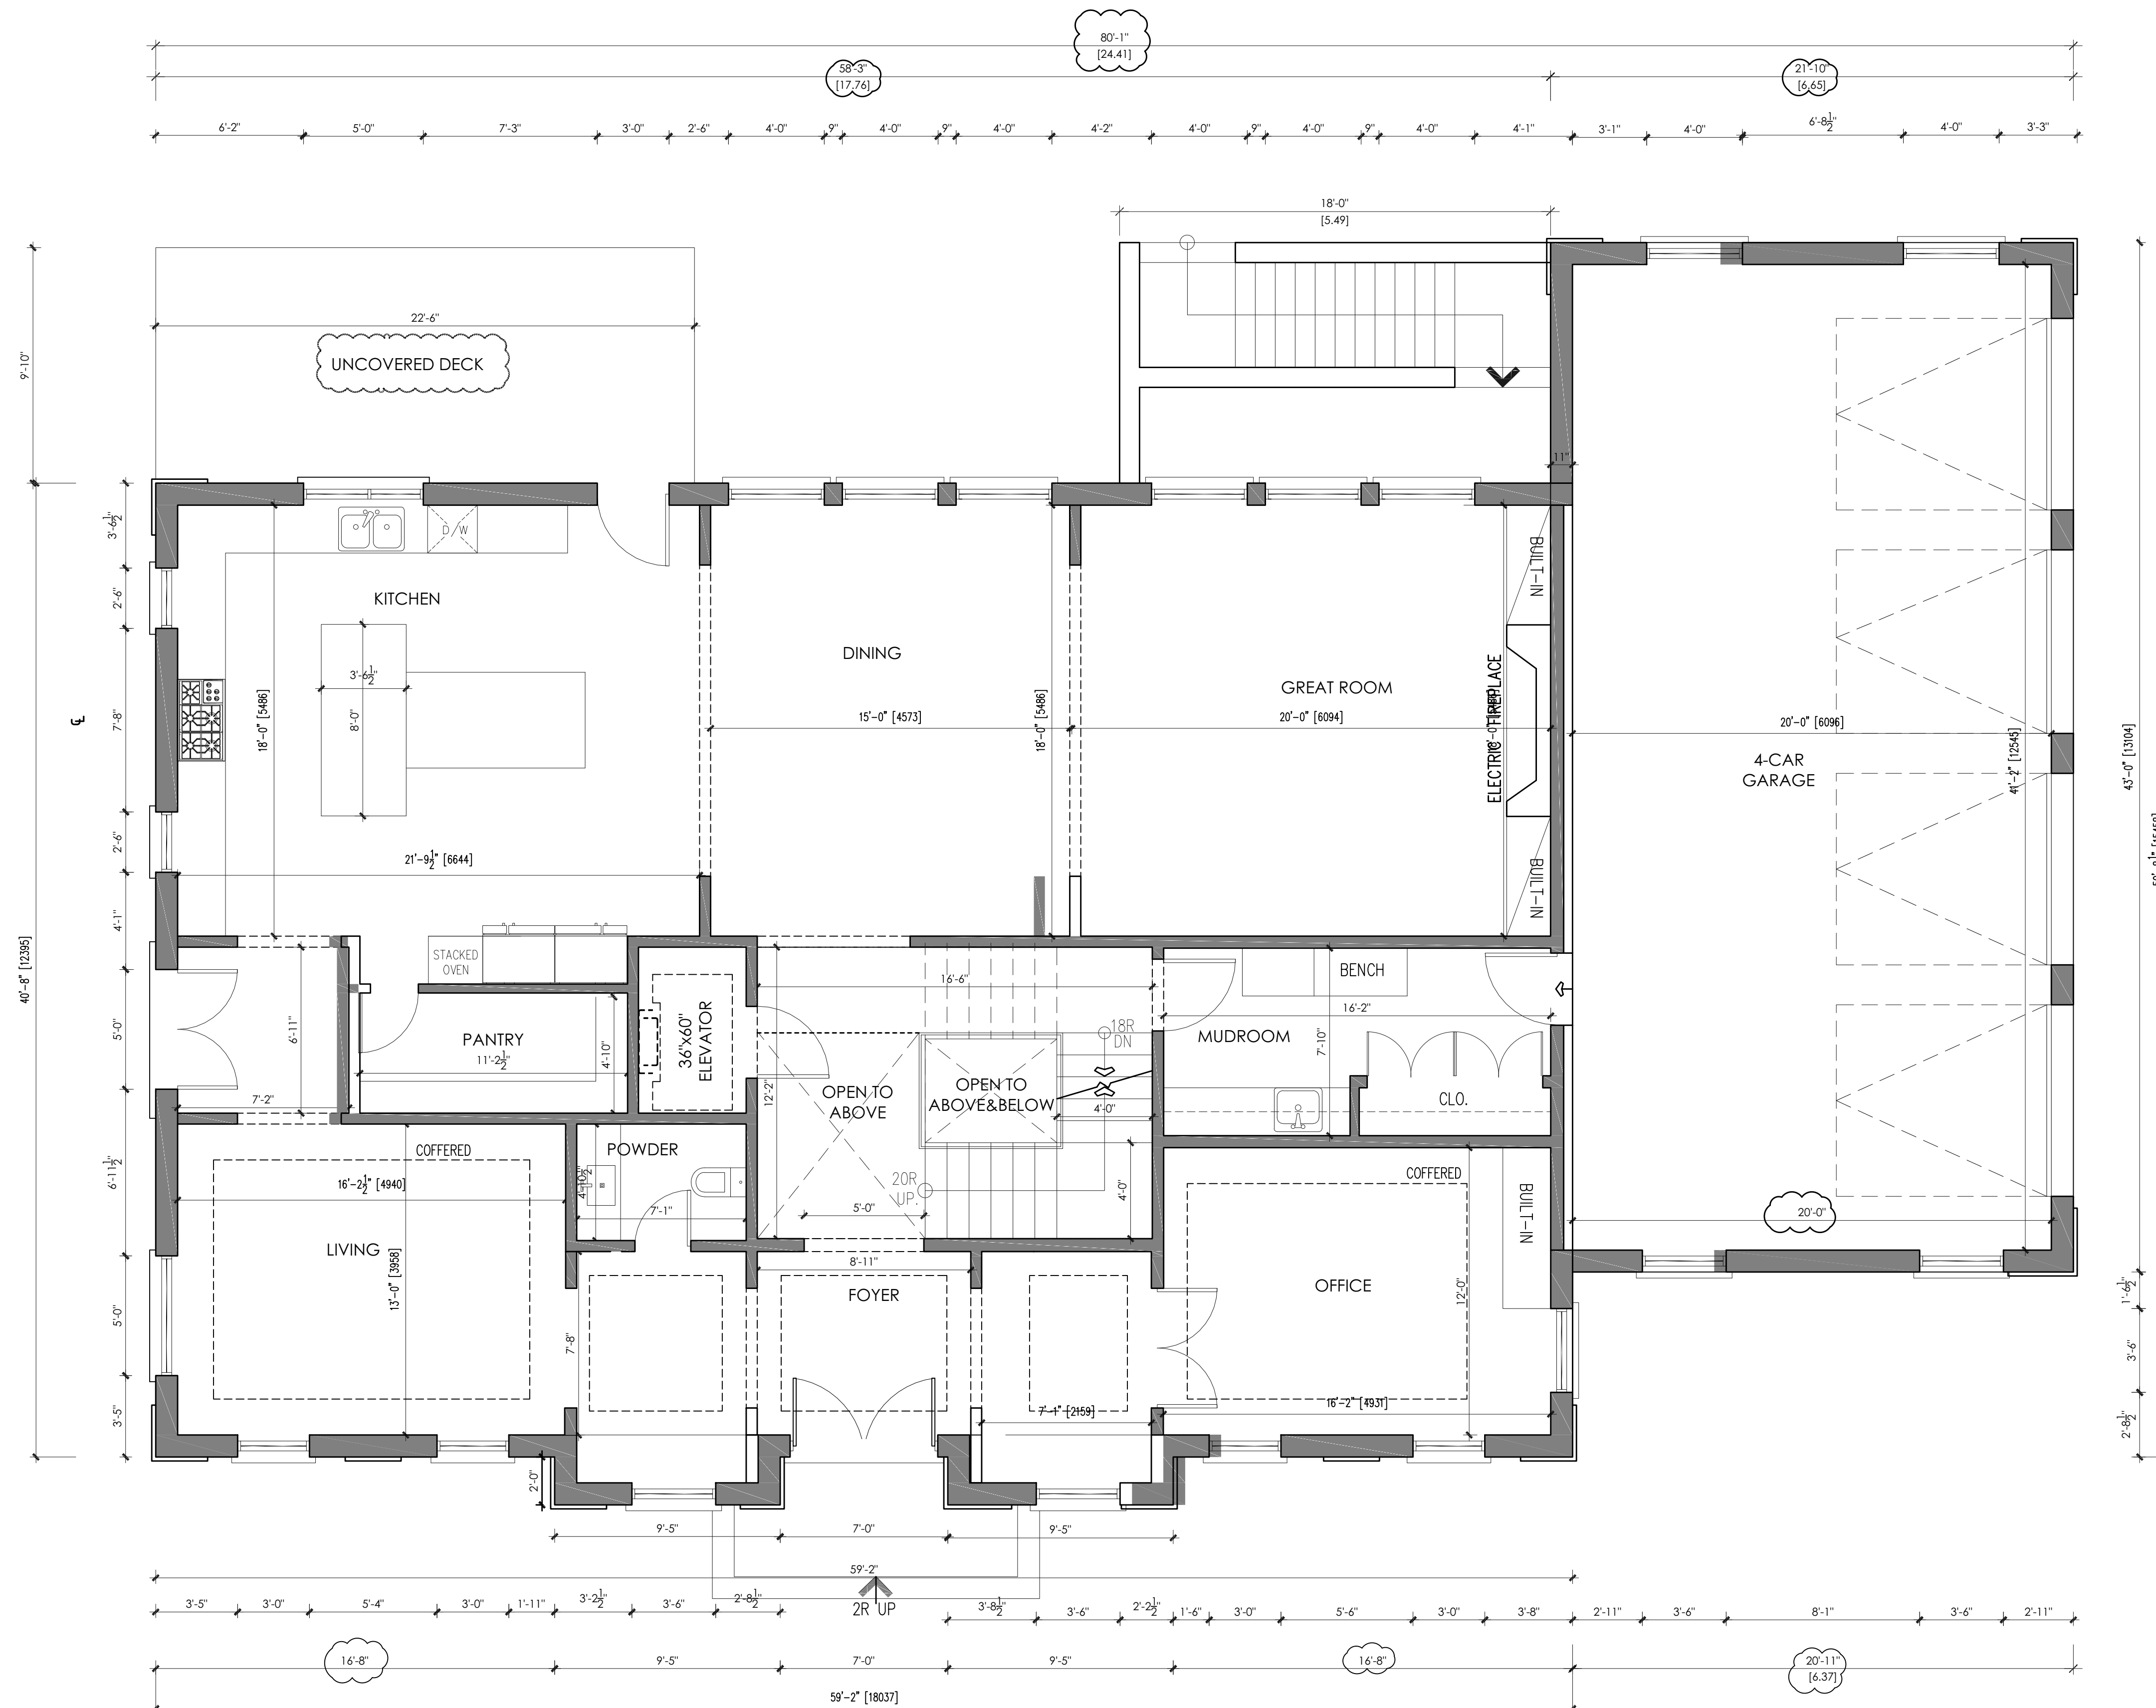 80'-1"
[24.41]
58'-3"
[17.76]
21'-10"
[6.65]
6'-2" 5'-0" 7'-3" 3'-0" 2'-6" 4'-0" 9" 4'-0" 9" 4'-0" 4'-2" 4'-0" 9" 4'-0" 9" 4'-0" 4'-1" 3'-1" 4'-0" 6'-8½" 4'-0" 3'-3"
18'-0"
[5.49]
22'-6"
UNCOVERED DECK
9'-10"
11"
3'-6½"
2'-6"
7'-8"
2'-6"
4'-1"
5'-0"
6'-11½"
5'-0"
3'-5"
40'-8" [12395]
℄
D/W
KITCHEN
3'-6½"
8'-0"
18'-0" [5486]
21'-9½" [6644]
DINING
15'-0" [4573]
18'-0" [5486]
GREAT ROOM
20'-0" [6094]
BUILT-IN
ELECTRIC FIREPLACE
BUILT-IN
20'-0" [6096]
4-CAR
GARAGE
41'-2" [12545]
43'-0" [13104]
20'-0"
STACKED
OVEN
PANTRY
11'-2½"
4'-10"
6'-11"
7'-2"
36"x60"
ELEVATOR
16'-6"
12'-2"
OPEN TO
ABOVE
OPEN TO
ABOVE&BELOW
18R
DN
4'-0"
20R
UP.
5'-0"
4'-0"
BENCH
16'-2"
MUDROOM
7'-10"
CLO.
COFFERED
16'-2½" [4940]
LIVING
13'-0" [3958]
POWDER
4'-10½"
7'-1"
7'-8"
8'-11"
FOYER
7'-1" [2159]
COFFERED
BUILT-IN
OFFICE
12'-0"
16'-2" [4931]
1'-6½"
3'-6"
2'-8½"
2'-0"
9'-5" 7'-0" 9'-5"
59'-2"
2R UP
3'-5" 3'-0" 5'-4" 3'-0" 1'-11" 3'-2½" 3'-6" 2'-8½" 3'-8½" 3'-6" 2'-2½" 1'-6" 3'-0" 5'-6" 3'-0" 3'-8" 2'-11" 3'-6" 8'-1" 3'-6" 2'-11"
16'-8" 9'-5" 7'-0" 9'-5" 16'-8" 20'-11"
[6.37]
59'-2" [18037]